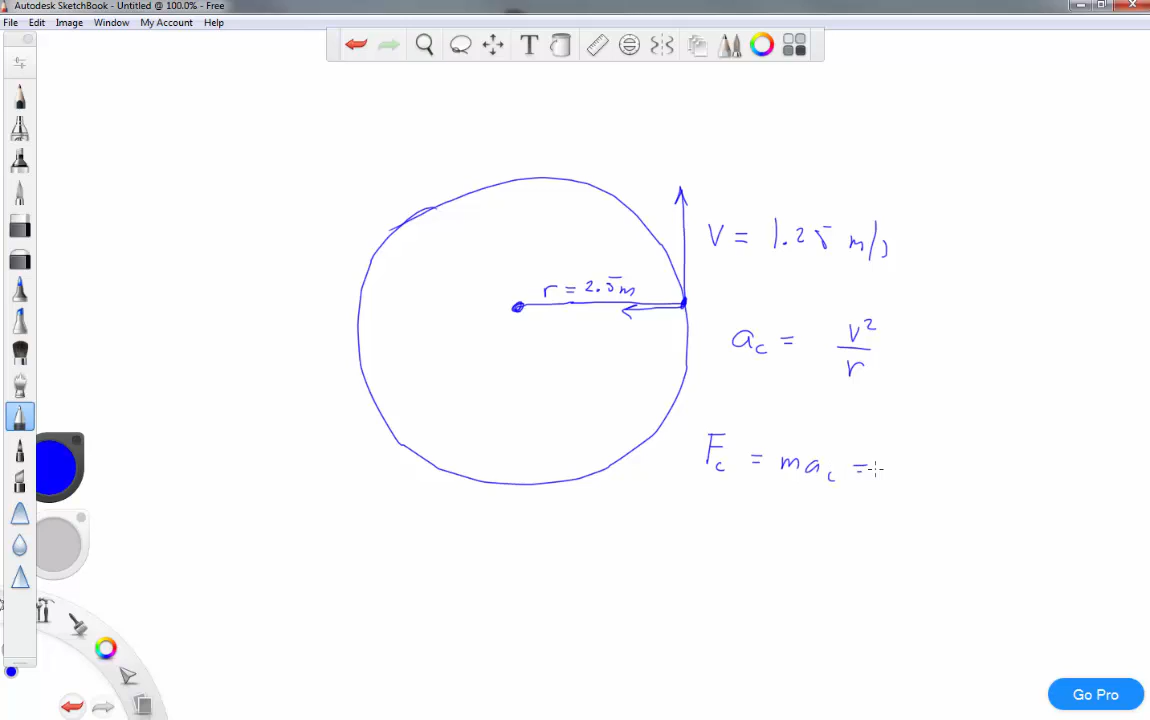 Autodesk SketchBook - Untitled @ 100.0% - Free
File Edit Image Window My Account Help
T
V = 1.25 m/s
r = 2.5m
a_c = v²/r
F_c = ma_c =
Go Pro